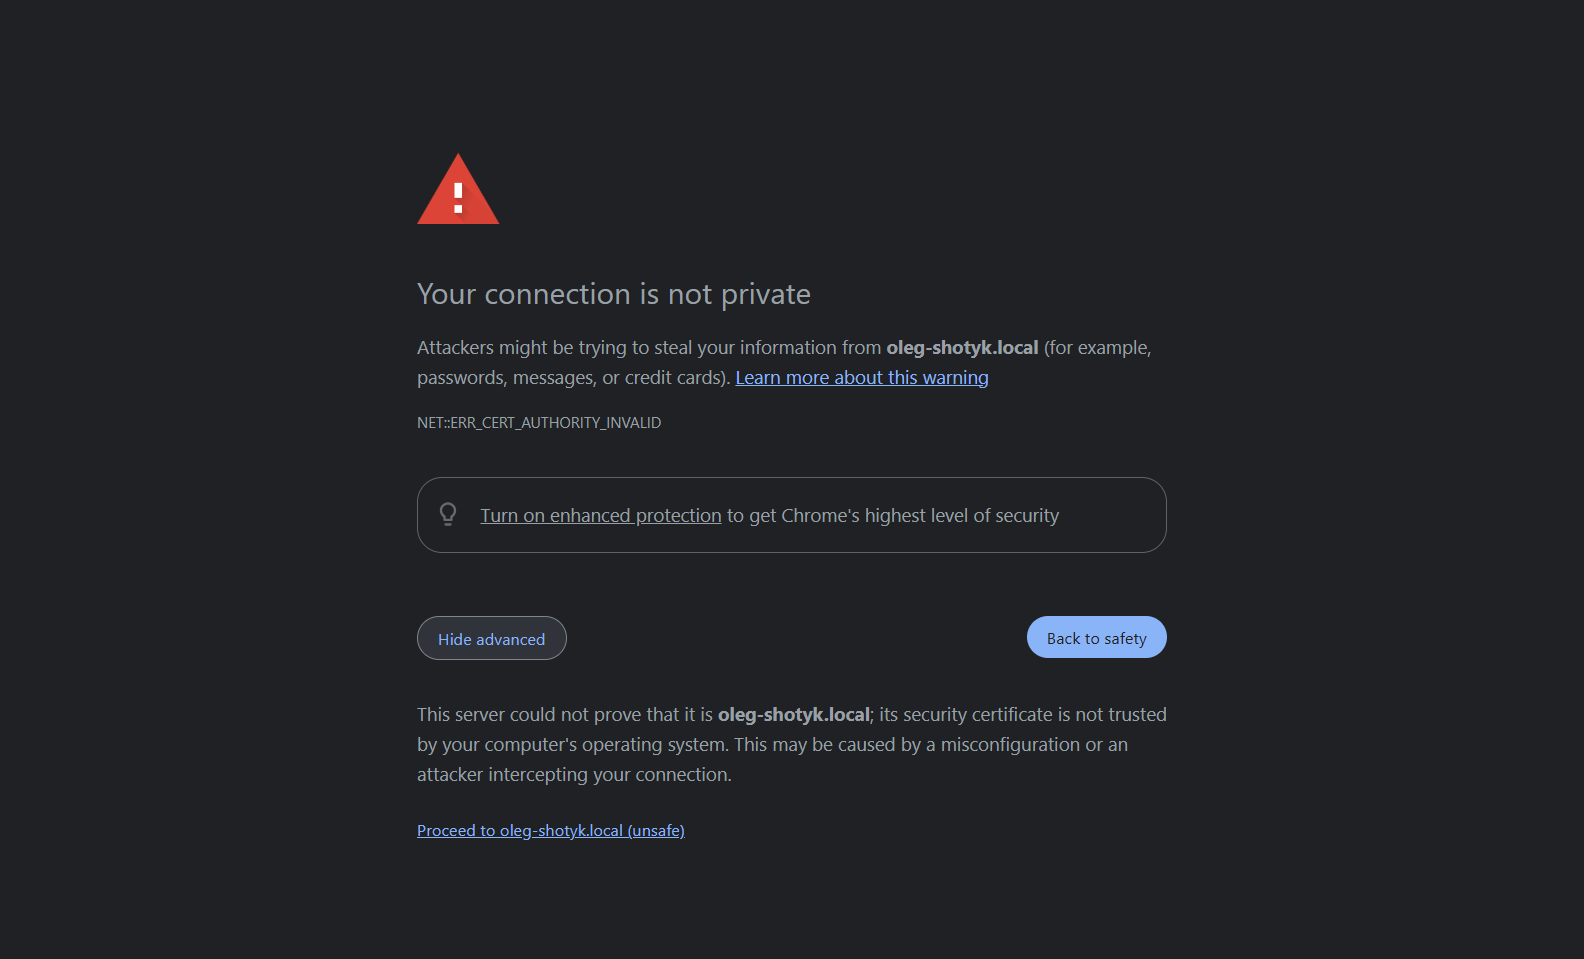 Your connection is not private
Attackers might be trying to steal your information from oleg-shotyk.local (for example,
passwords, messages, or credit cards). Learn more about this warning
NET::ERR_CERT_AUTHORITY_INVALID
Turn on enhanced protection to get Chrome's highest level of security
Hide advanced
Back to safety
This server could not prove that it is oleg-shotyk.local; its security certificate is not trusted
by your computer's operating system. This may be caused by a misconfiguration or an
attacker intercepting your connection.
Proceed to oleg-shotyk.local (unsafe)